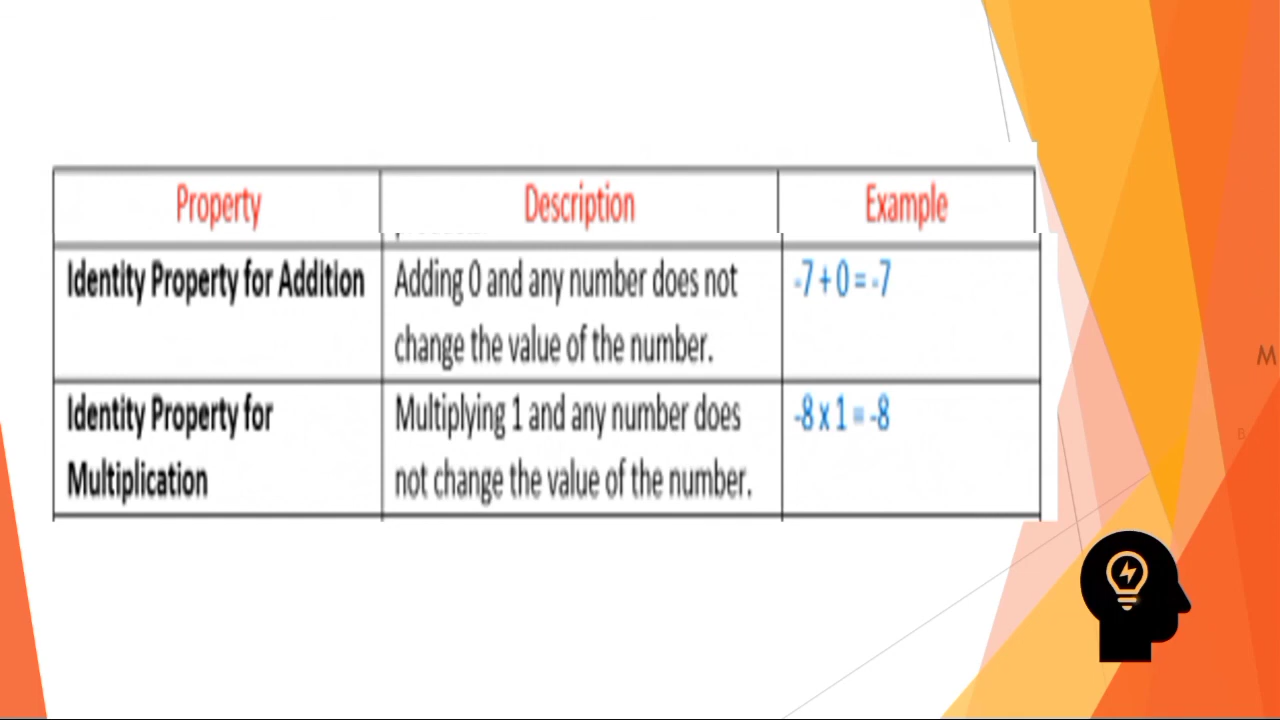 Property Description Example
Identity Property for Addition Adding 0 and any number does not -7 + 0 = -7
change the value of the number.
Identity Property for Multiplying 1 and any number does -8 x 1 = -8
Multiplication not change the value of the number.
M
B